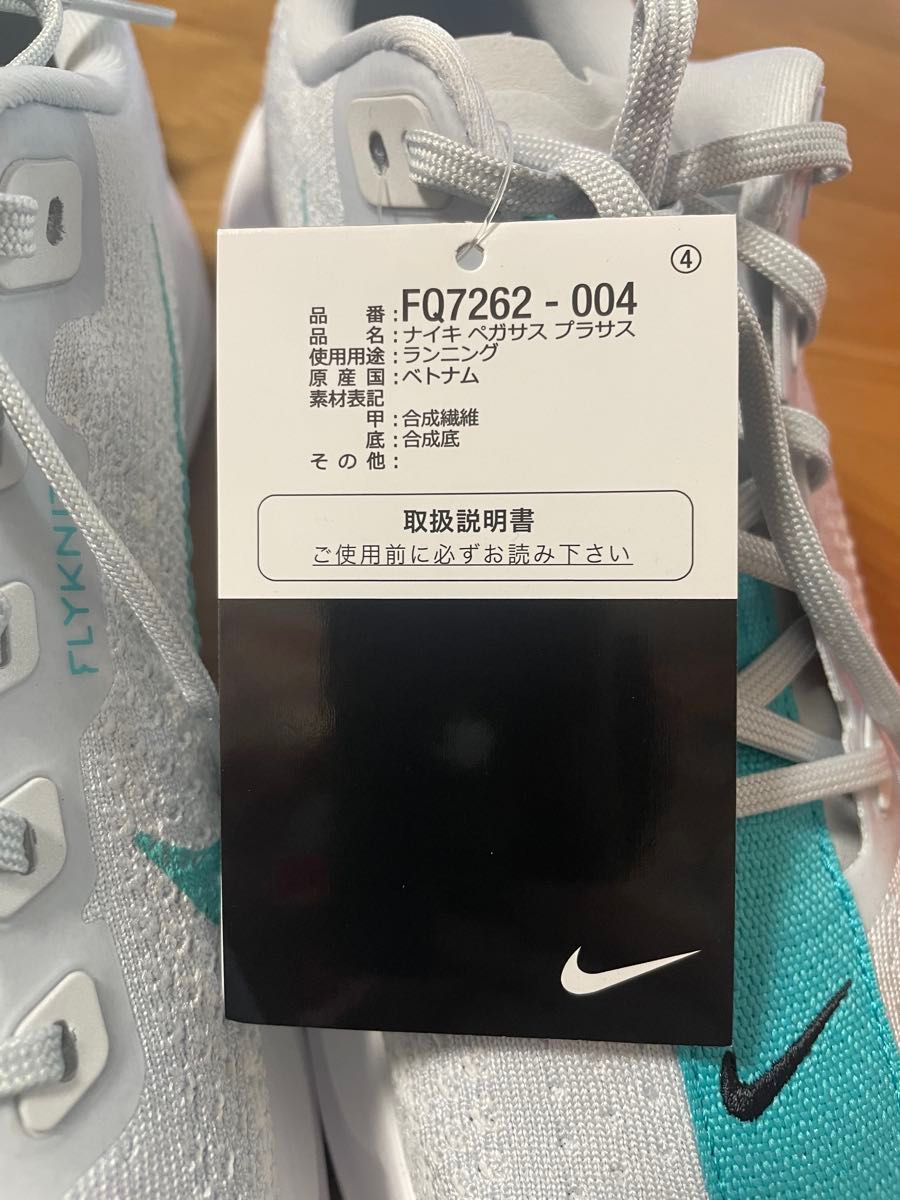 ④
品 番:FQ7262 - 004
品 名:ナイキ ペガサス プラサス
使用用途:ランニング
原産国:ベトナム
素材表記
甲:合成繊維
底:合成底
その他:
取扱説明書
ご使用前に必ずお読み下さい
FLYKNIT